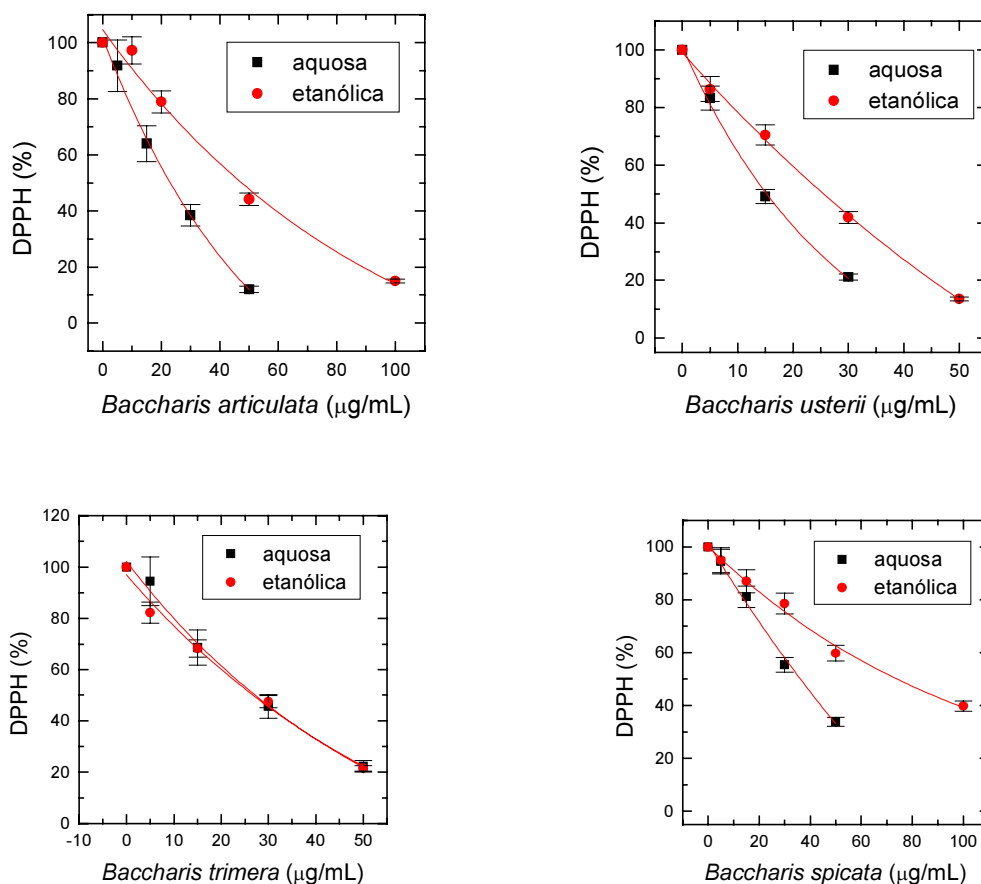 aquosa
etanólica
DPPH (%)
100
80
60
40
20
0
0 20 40 60 80 100
Baccharis articulata (μg/mL)
aquosa
etanólica
DPPH (%)
100
80
60
40
20
0
0 10 20 30 40 50
Baccharis usterii (μg/mL)
aquosa
etanólica
DPPH (%)
120
100
80
60
40
20
0
-10 0 10 20 30 40 50
Baccharis trimera (μg/mL)
aquosa
etanólica
DPPH (%)
100
80
60
40
20
0
0 20 40 60 80 100
Baccharis spicata (μg/mL)